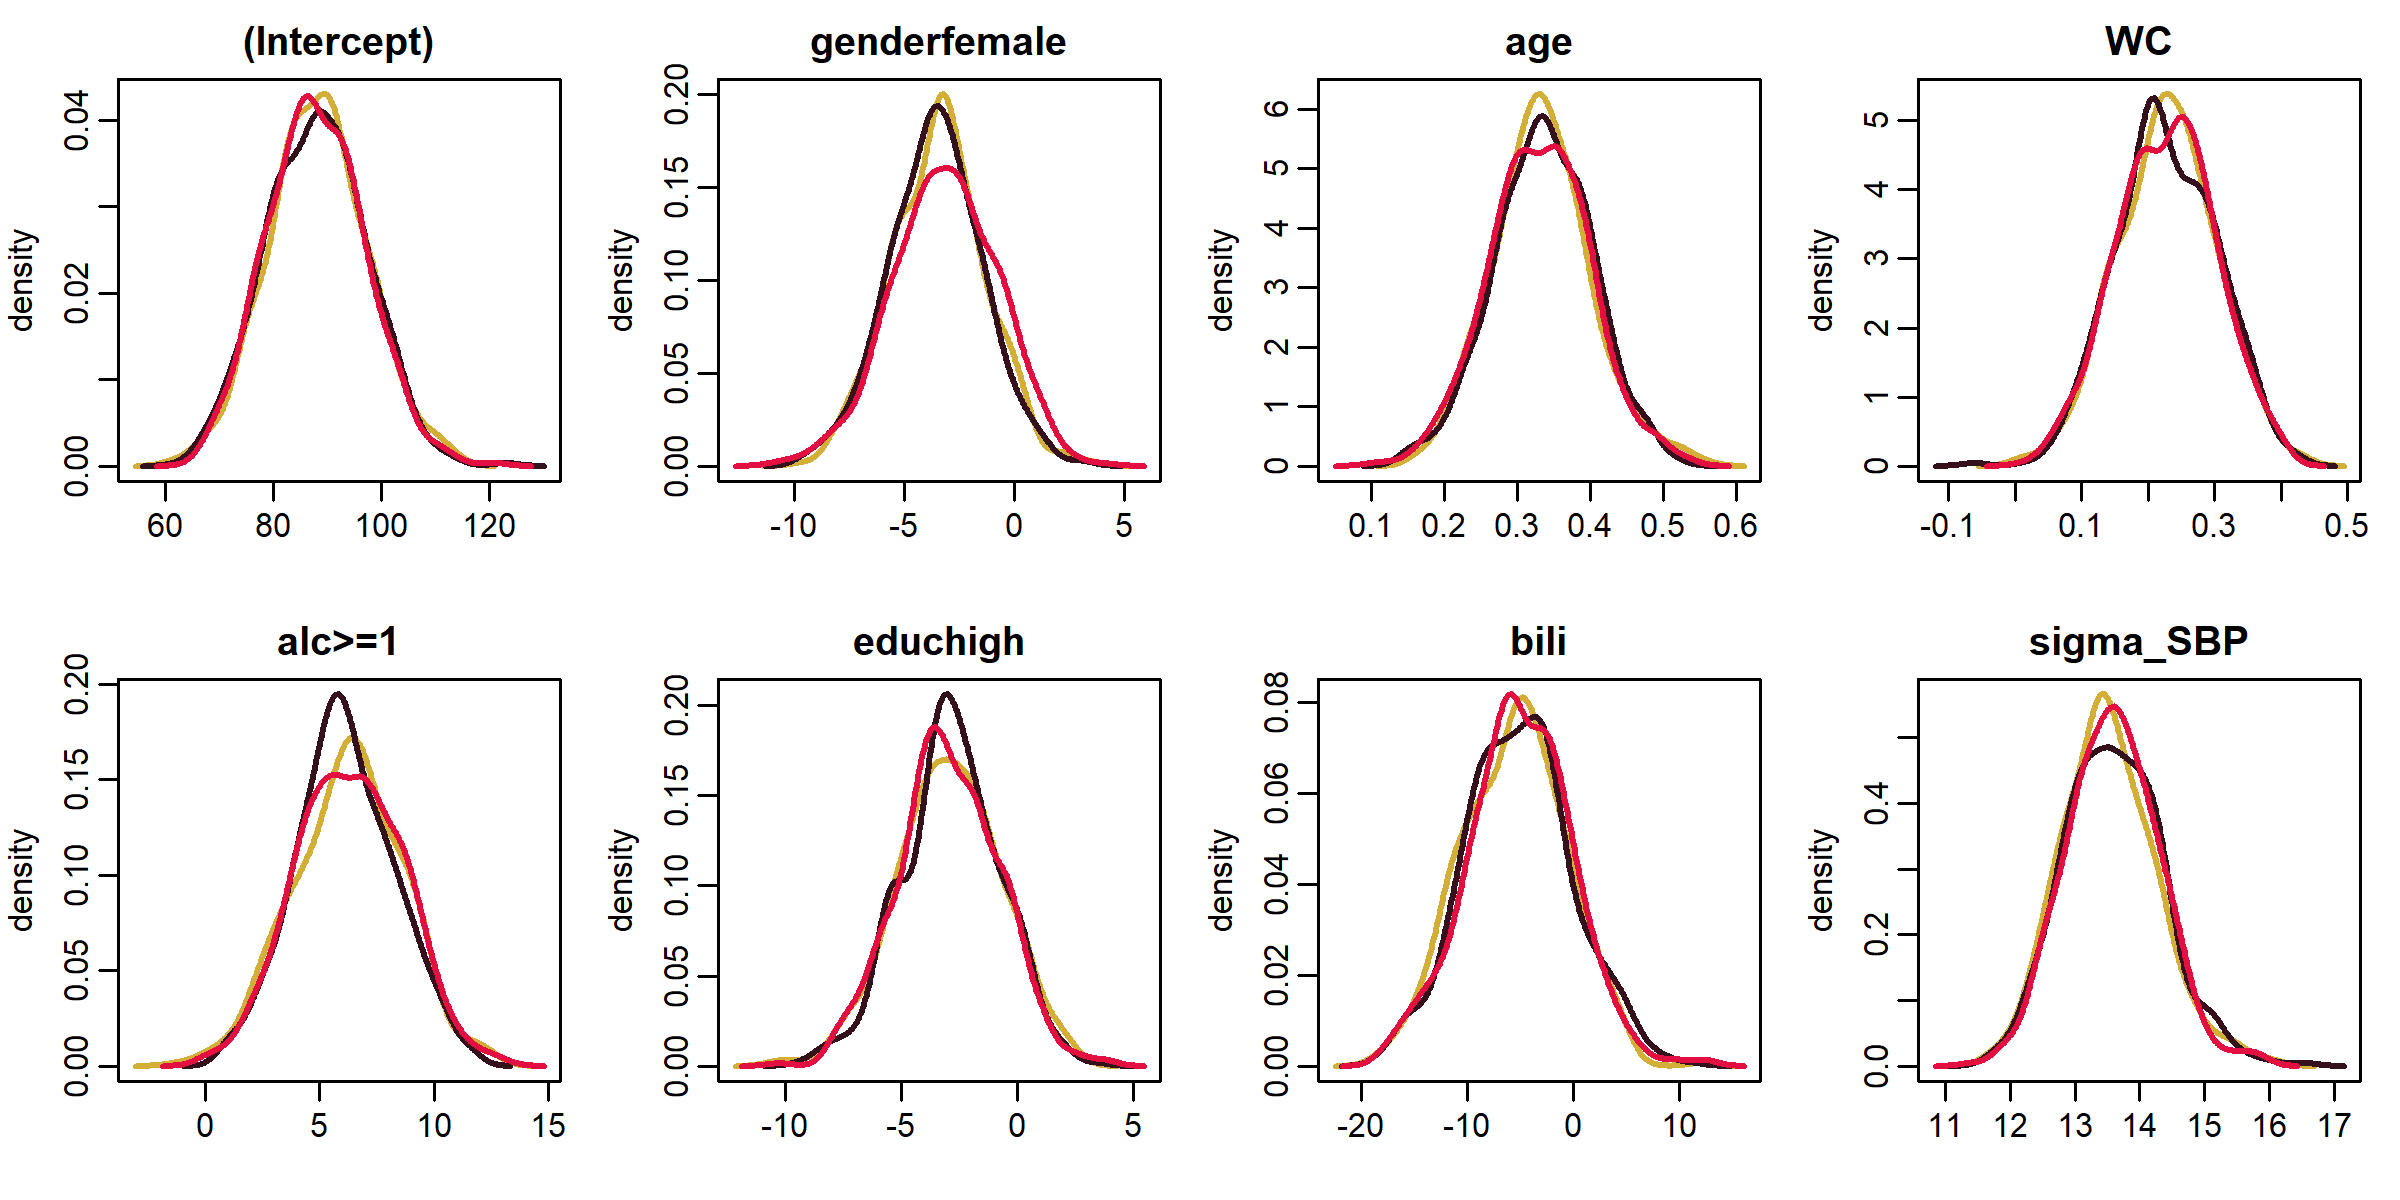 (Intercept)
density
0.00 0.02 0.04
60 80 100 120
genderfemale
density
0.00 0.05 0.10 0.15 0.20
-10 -5 0 5
age
density
0 1 2 3 4 5 6
0.1 0.2 0.3 0.4 0.5 0.6
WC
density
0 1 2 3 4 5
-0.1 0.1 0.3 0.5
alc>=1
density
0.00 0.05 0.10 0.15 0.20
0 5 10 15
educhigh
density
0.00 0.05 0.10 0.15 0.20
-10 -5 0 5
bili
density
0.00 0.02 0.04 0.06 0.08
-20 -10 0 10
sigma_SBP
density
0.0 0.2 0.4
11 12 13 14 15 16 17